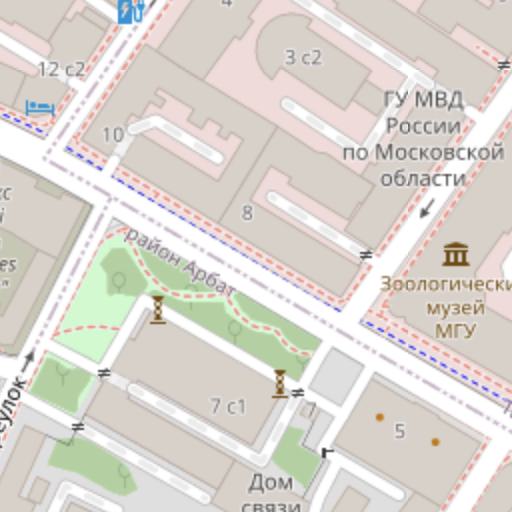 4
12 с2
3 с2
ГУ МВД
России
по Московской
области
10
8
район Арбат
Зоологический
музей
МГУ
7 с1
7
5
Дом
связи